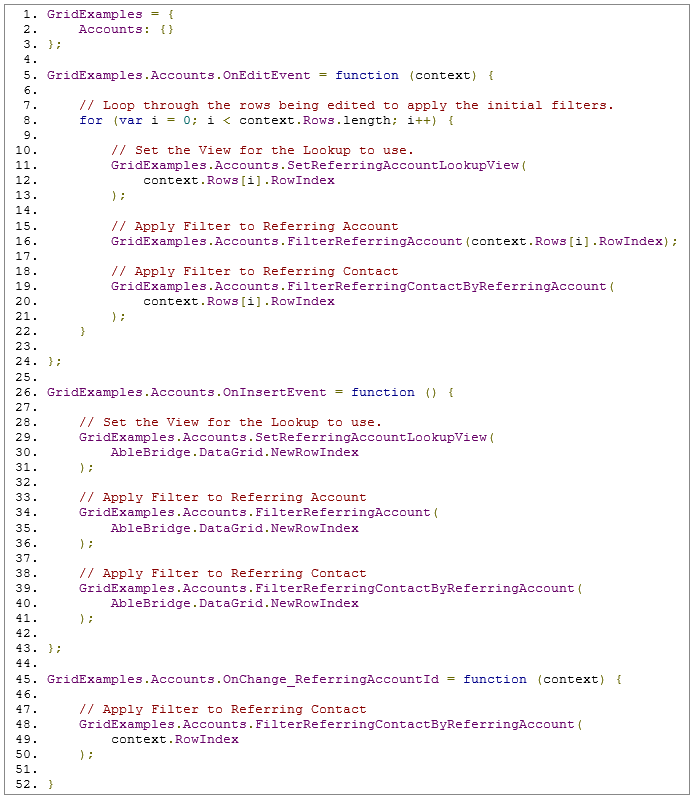 1. GridExamples = {
2.     Accounts: {}
3. };
4.
5. GridExamples.Accounts.OnEditEvent = function (context) {
6.
7.     // Loop through the rows being edited to apply the initial filters.
8.     for (var i = 0; i < context.Rows.length; i++) {
9.
10.         // Set the View for the Lookup to use.
11.         GridExamples.Accounts.SetReferringAccountLookupView(
12.             context.Rows[i].RowIndex
13.         );
14.
15.         // Apply Filter to Referring Account
16.         GridExamples.Accounts.FilterReferringAccount(context.Rows[i].RowIndex);
17.
18.         // Apply Filter to Referring Contact
19.         GridExamples.Accounts.FilterReferringContactByReferringAccount(
20.             context.Rows[i].RowIndex
21.         );
22.     }
23.
24. };
25.
26. GridExamples.Accounts.OnInsertEvent = function () {
27.
28.     // Set the View for the Lookup to use.
29.     GridExamples.Accounts.SetReferringAccountLookupView(
30.         AbleBridge.DataGrid.NewRowIndex
31.     );
32.
33.     // Apply Filter to Referring Account
34.     GridExamples.Accounts.FilterReferringAccount(
35.         AbleBridge.DataGrid.NewRowIndex
36.     );
37.
38.     // Apply Filter to Referring Contact
39.     GridExamples.Accounts.FilterReferringContactByReferringAccount(
40.         AbleBridge.DataGrid.NewRowIndex
41.     );
42.
43. };
44.
45. GridExamples.Accounts.OnChange_ReferringAccountId = function (context) {
46.
47.     // Apply Filter to Referring Contact
48.     GridExamples.Accounts.FilterReferringContactByReferringAccount(
49.         context.RowIndex
50.     );
51.
52. }